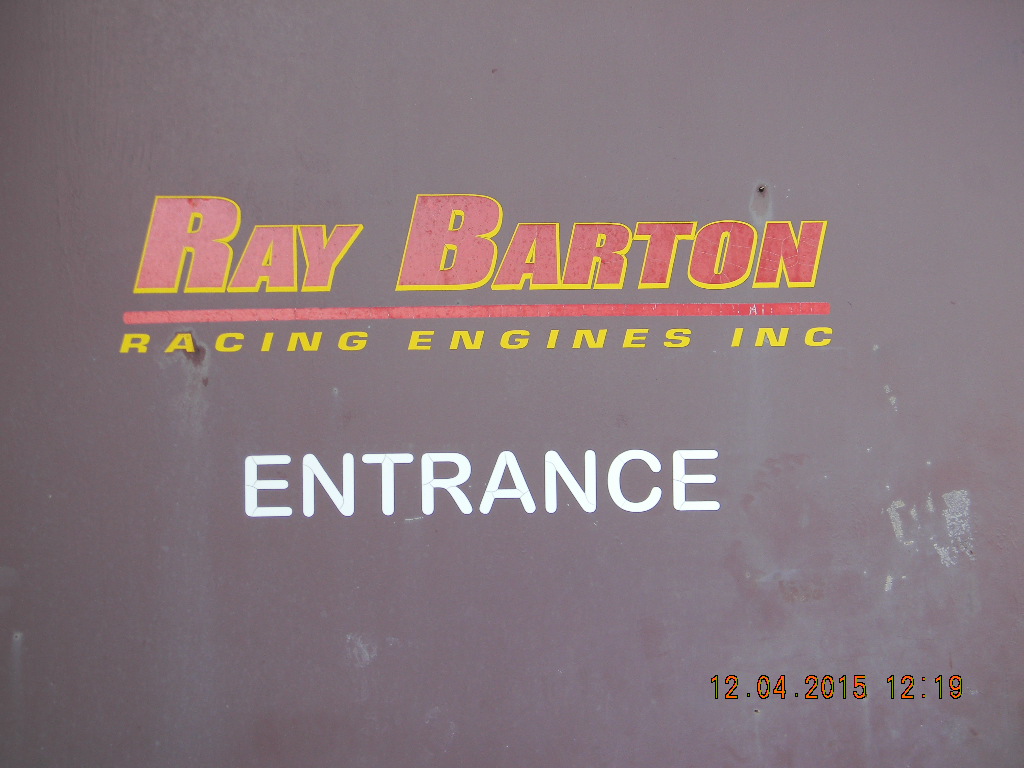 RAY BARTON
RACING ENGINES INC
ENTRANCE
12.04.2015 12:19